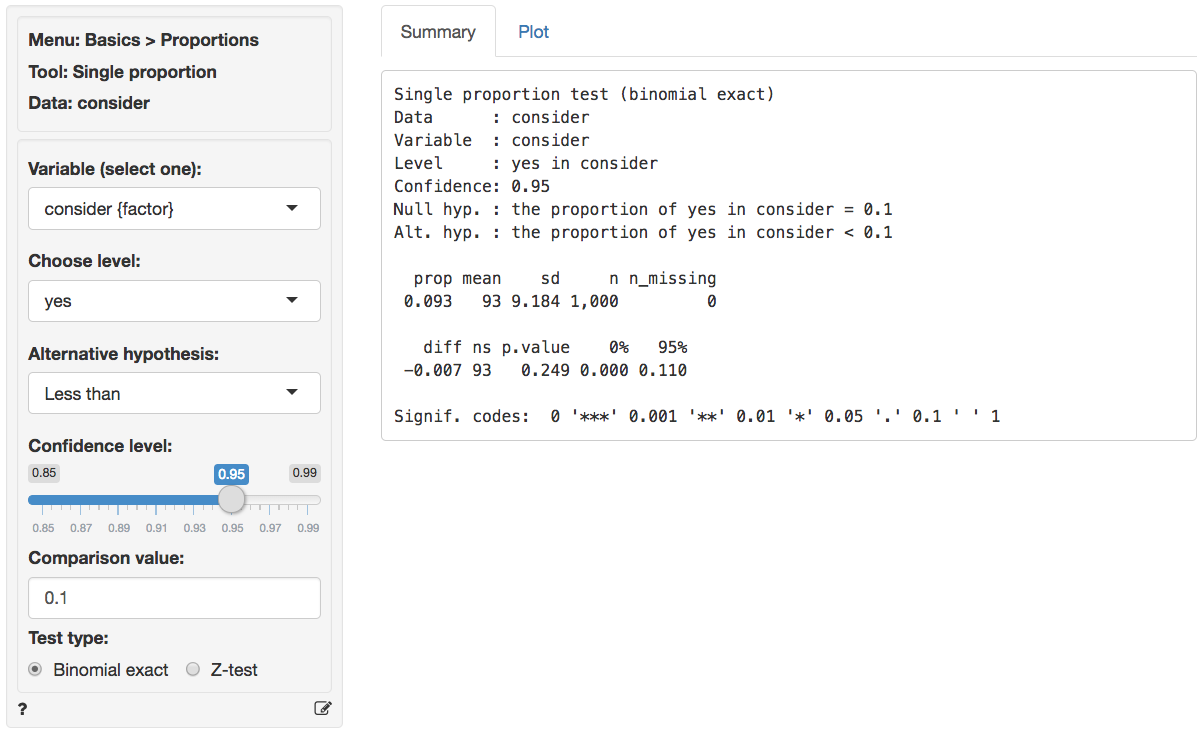 Menu: Basics > Proportions
Tool: Single proportion
Data: consider
Variable (select one):
consider {factor}
Choose level:
yes
Alternative hypothesis:
Less than
Confidence level:
0.85 0.95 0.99
0.85 0.87 0.89 0.91 0.93 0.95 0.97 0.99
Comparison value:
0.1
Test type:
Binomial exact Z-test
?
Summary Plot
Single proportion test (binomial exact)
Data      : consider
Variable  : consider
Level     : yes in consider
Confidence: 0.95
Null hyp. : the proportion of yes in consider = 0.1
Alt. hyp. : the proportion of yes in consider < 0.1
  prop mean    sd     n n_missing
 0.093   93 9.184 1,000         0
   diff ns p.value    0%   95%
 −0.007 93   0.249 0.000 0.110
Signif. codes:  0 '***' 0.001 '**' 0.01 '*' 0.05 '.' 0.1 ' ' 1